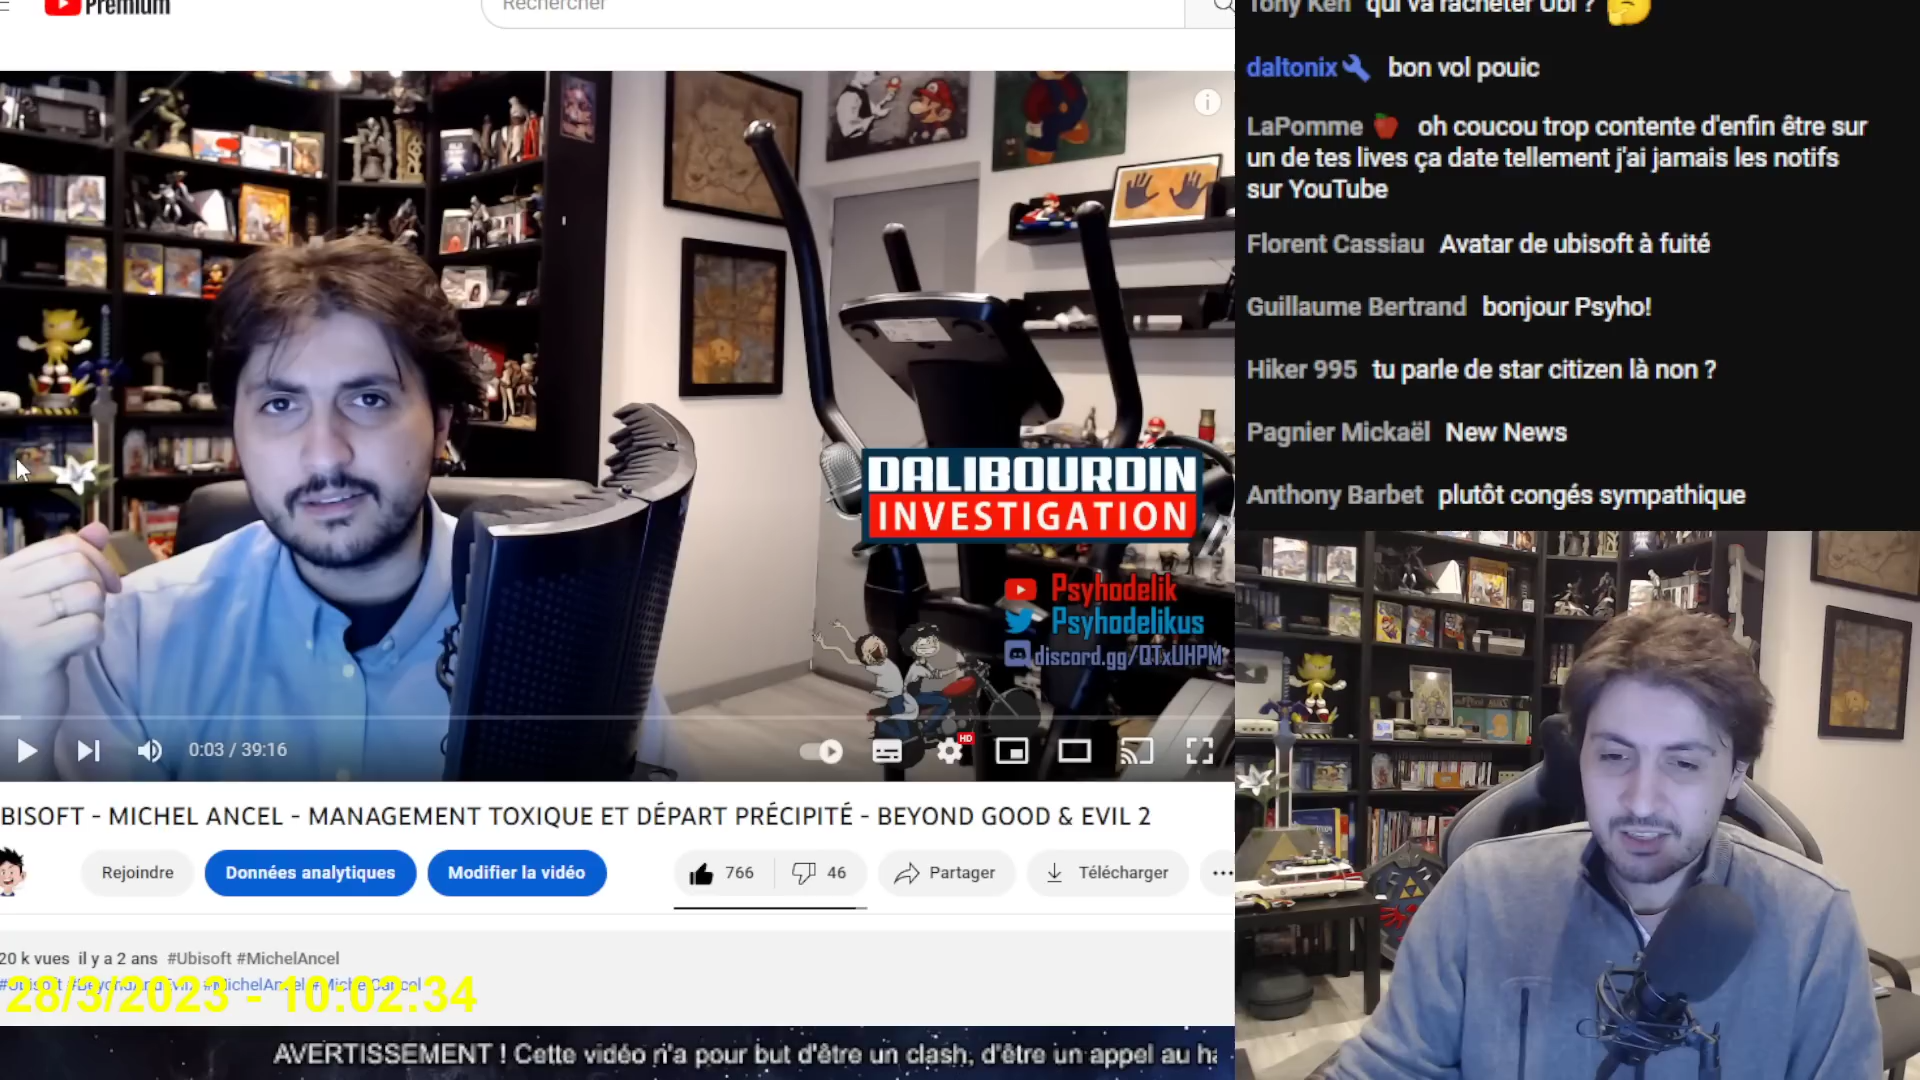 Premium
Rechercher
DALIBOURDIN
INVESTIGATION
Psyhodelik
Psyhodelikus
discord.gg/QTxUHPM
HD
0:03 / 39:16
BISOFT - MICHEL ANCEL - MANAGEMENT TOXIQUE ET DÉPART PRÉCIPITÉ - BEYOND GOOD & EVIL 2
Rejoindre
Données analytiques
Modifier la vidéo
766
46
Partager
Télécharger
20 k vues il y a 2 ans #Ubisoft #MichelAncel
28/3/2023 - 10:02:34
AVERTISSEMENT ! Cette vidéo n'a pour but d'être un clash, d'être un appel au ha
Tony Ken qui va racheter Ubi ? 🤔
daltonix bon vol pouic
LaPomme 🍎 oh coucou trop contente d'enfin être sur
un de tes lives ça date tellement j'ai jamais les notifs
sur YouTube
Florent Cassiau Avatar de ubisoft à fuité
Guillaume Bertrand bonjour Psyho!
Hiker 995 tu parle de star citizen là non ?
Pagnier Mickaël New News
Anthony Barbet plutôt congés sympathique